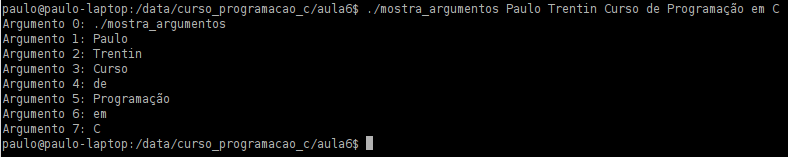 paulo@paulo-laptop:/data/curso_programacao_c/aula6$ ./mostra_argumentos Paulo Trentin Curso de Programação em C
Argumento 0: ./mostra_argumentos
Argumento 1: Paulo
Argumento 2: Trentin
Argumento 3: Curso
Argumento 4: de
Argumento 5: Programação
Argumento 6: em
Argumento 7: C
paulo@paulo-laptop:/data/curso_programacao_c/aula6$